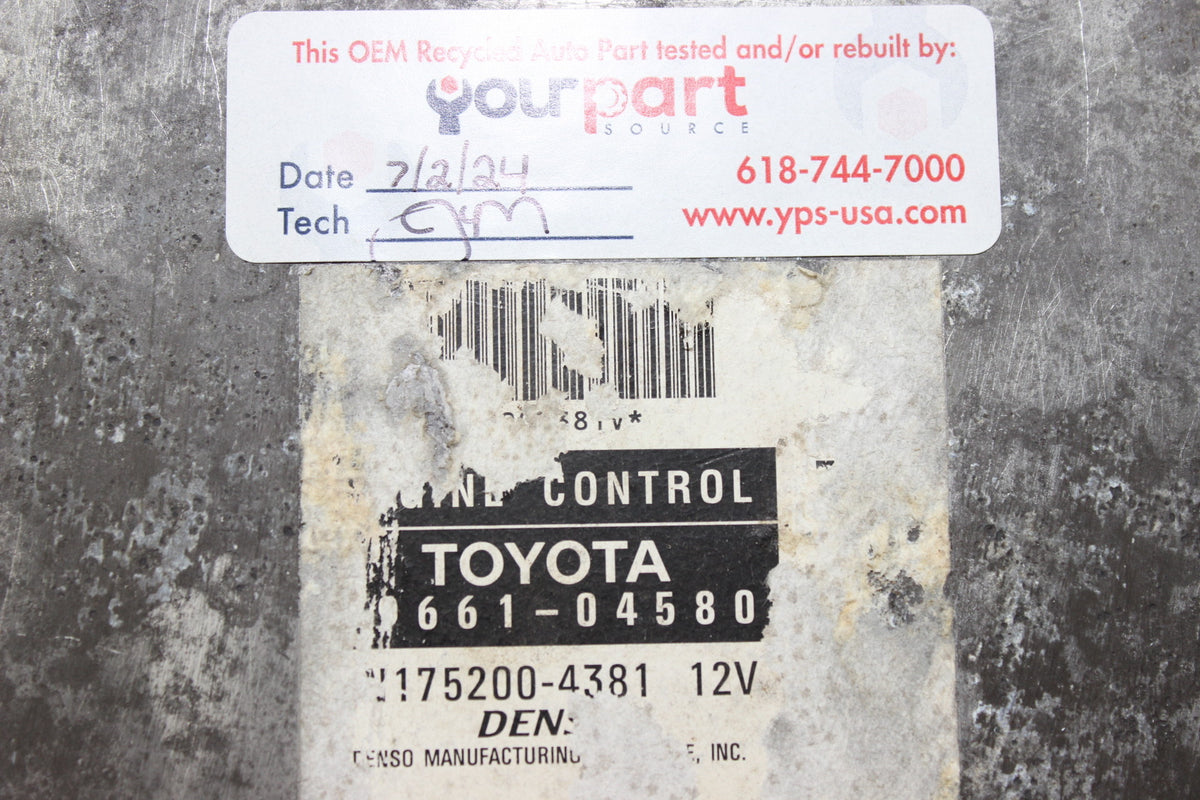 This OEM Recycled Auto Part tested and/or rebuilt by:
yourpart
SOURCE
Date 7/2/24
618-744-7000
Tech
www.yps-usa.com
CONTROL
TOYOTA
661-04580
175200-4381 12V
DENSO MANUFACTURING INC.